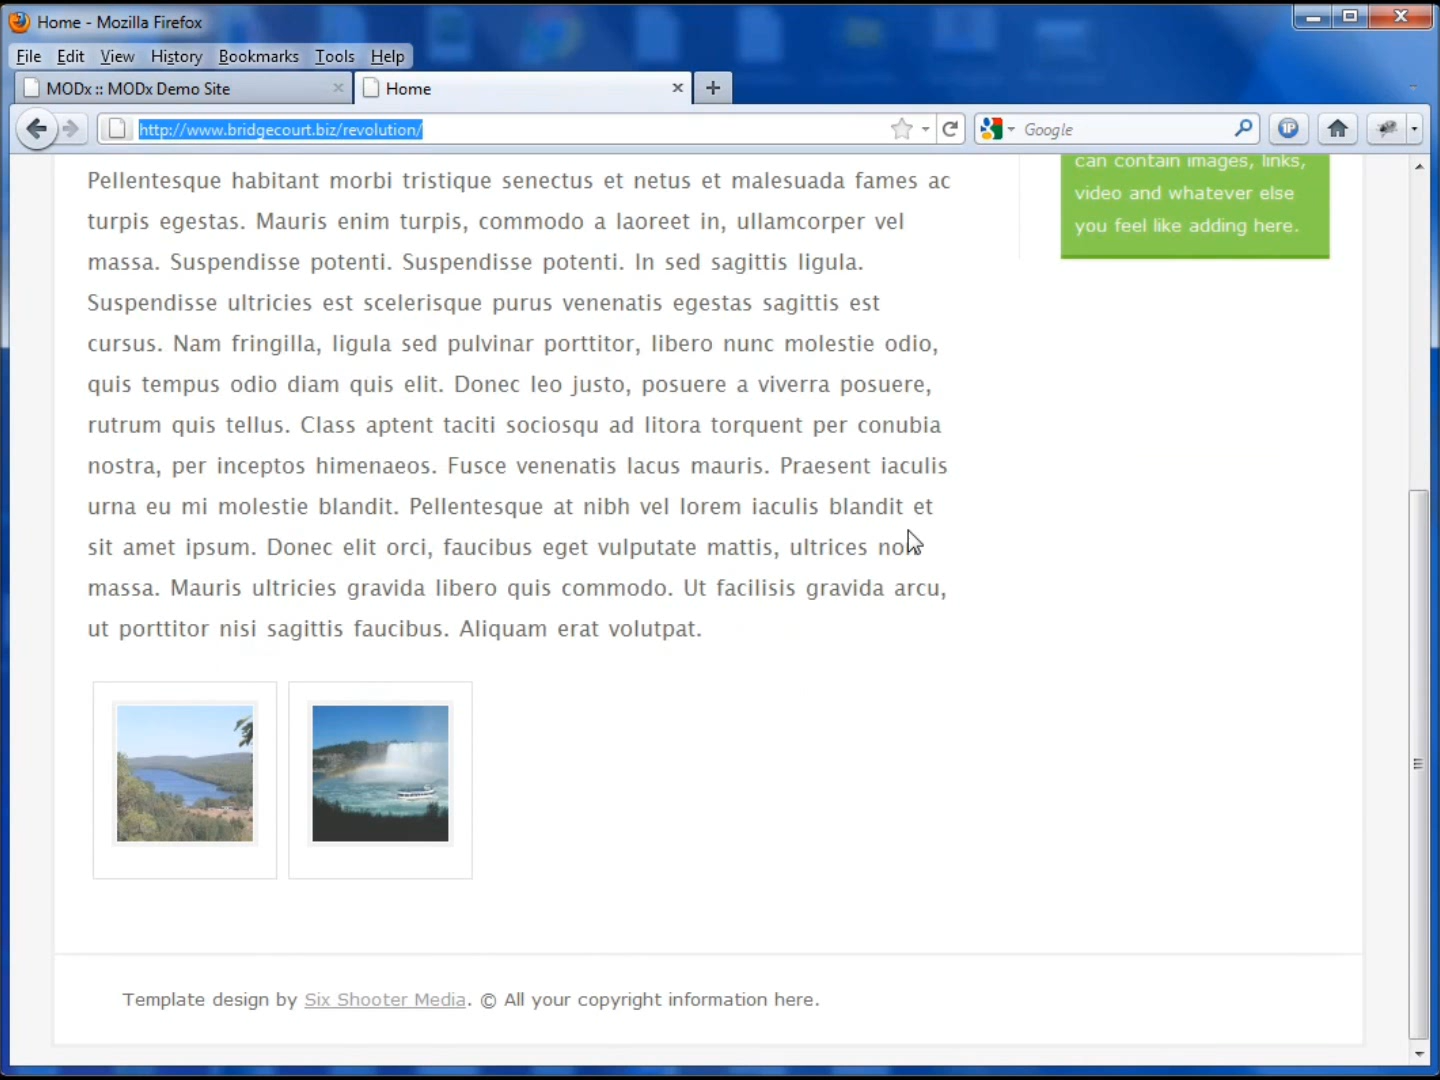 Home - Mozilla Firefox
File Edit View History Bookmarks Tools Help
MODx :: MODx Demo Site
Home
http://www.bridgecourt.biz/revolution/
Google
Pellentesque habitant morbi tristique senectus et netus et malesuada fames ac
turpis egestas. Mauris enim turpis, commodo a laoreet in, ullamcorper vel
massa. Suspendisse potenti. Suspendisse potenti. In sed sagittis ligula.
Suspendisse ultricies est scelerisque purus venenatis egestas sagittis est
cursus. Nam fringilla, ligula sed pulvinar porttitor, libero nunc molestie odio,
quis tempus odio diam quis elit. Donec leo justo, posuere a viverra posuere,
rutrum quis tellus. Class aptent taciti sociosqu ad litora torquent per conubia
nostra, per inceptos himenaeos. Fusce venenatis lacus mauris. Praesent iaculis
urna eu mi molestie blandit. Pellentesque at nibh vel lorem iaculis blandit et
sit amet ipsum. Donec elit orci, faucibus eget vulputate mattis, ultrices
massa. Mauris ultricies gravida libero quis commodo. Ut facilisis gravida arcu,
ut porttitor nisi sagittis faucibus. Aliquam erat volutpat.
can contain images, links,
video and whatever else
you feel like adding here.
Template design by Six Shooter Media. © All your copyright information here.